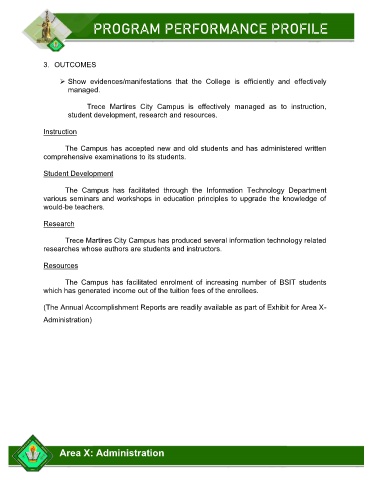 PROGRAM PERFORMANCE PROFILE
3. OUTCOMES
➢ Show evidences/manifestations that the College is efficiently and effectively
managed.
Trece Martires City Campus is effectively managed as to instruction,
student development, research and resources.
Instruction
The Campus has accepted new and old students and has administered written
comprehensive examinations to its students.
Student Development
The Campus has facilitated through the Information Technology Department
various seminars and workshops in education principles to upgrade the knowledge of
would-be teachers.
Research
Trece Martires City Campus has produced several information technology related
researches whose authors are students and instructors.
Resources
The Campus has facilitated enrolment of increasing number of BSIT students
which has generated income out of the tuition fees of the enrollees.
(The Annual Accomplishment Reports are readily available as part of Exhibit for Area X-
Administration)
Area X: Administration